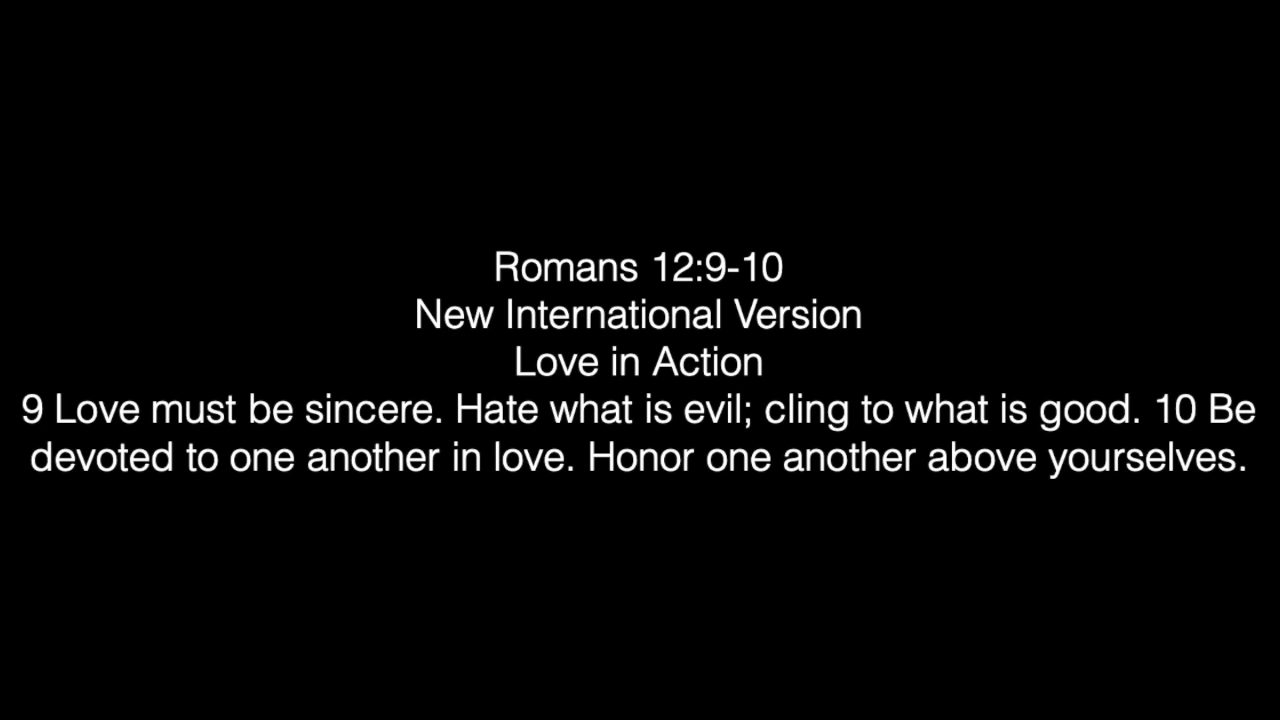 Romans 12:9-10
New International Version
Love in Action
9 Love must be sincere. Hate what is evil; cling to what is good. 10 Be
devoted to one another in love. Honor one another above yourselves.